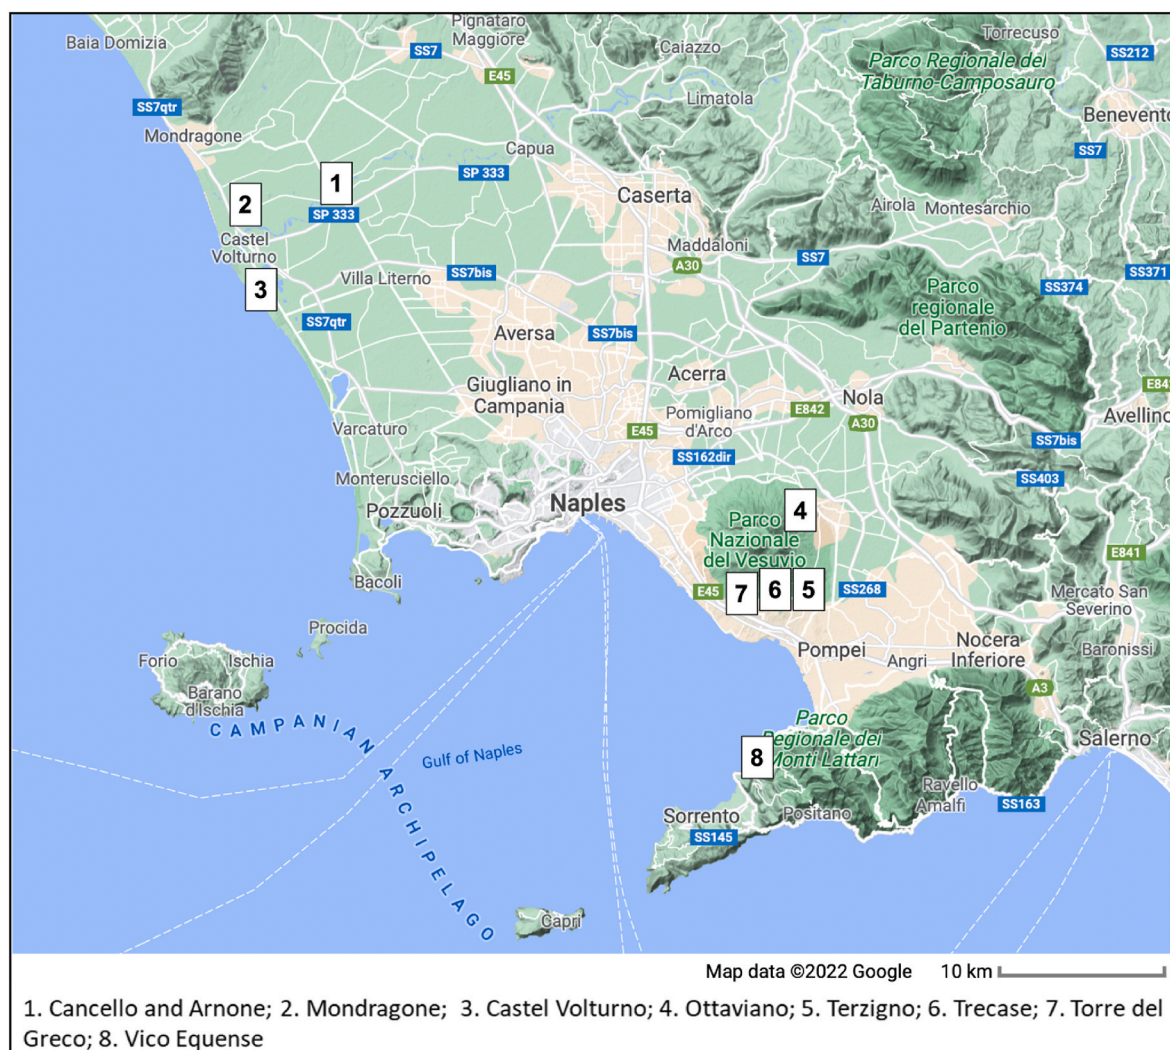 Pignataro
Maggiore
Baia Domizia
SS7
Caiazzo
Torrecuso
SS212
Parco Regionale del
Taburno-Camposauro
E45
Limatola
SS7qtr
Mondragone
Benevento
Capua
SS7
SP 333
1
2
SP 333
Caserta
Airola
Montesarchio
Castel
Volturno
Maddaloni
A30
SS7
SS371
3
Villa Literno
SS7bis
SS374
Parco
regionale
del Partenio
SS7qtr
Aversa
SS7bis
Acerra
Giugliano in
Campania
E842
Nola
Pomigliano
d'Arco
E842
Avellino
Varcaturo
E45
A30
SS7bis
SS162dir
Monterusciello
SS403
Naples
Pozzuoli
4
Parco
Nazionale
del Vesuvio
E841
Bacoli
7
6
5
E45
SS268
Mercato San
Severino
Procida
Forio
Ischia
Pompei
Angri
Nocera
Inferiore
Baronissi
Barano
d'Ischia
A3
CAMPANIAN ARCHIPELAGO
Gulf of Naples
Parco
Regionale dei
Monti Lattari
8
Salerno
Ravello
Amalfi
SS163
Sorrento
Positano
SS145
Capri
Map data ©2022 Google 10 km
1. Cancello and Arnone; 2. Mondragone; 3. Castel Volturno; 4. Ottaviano; 5. Terzigno; 6. Trecase; 7. Torre del
Greco; 8. Vico Equense